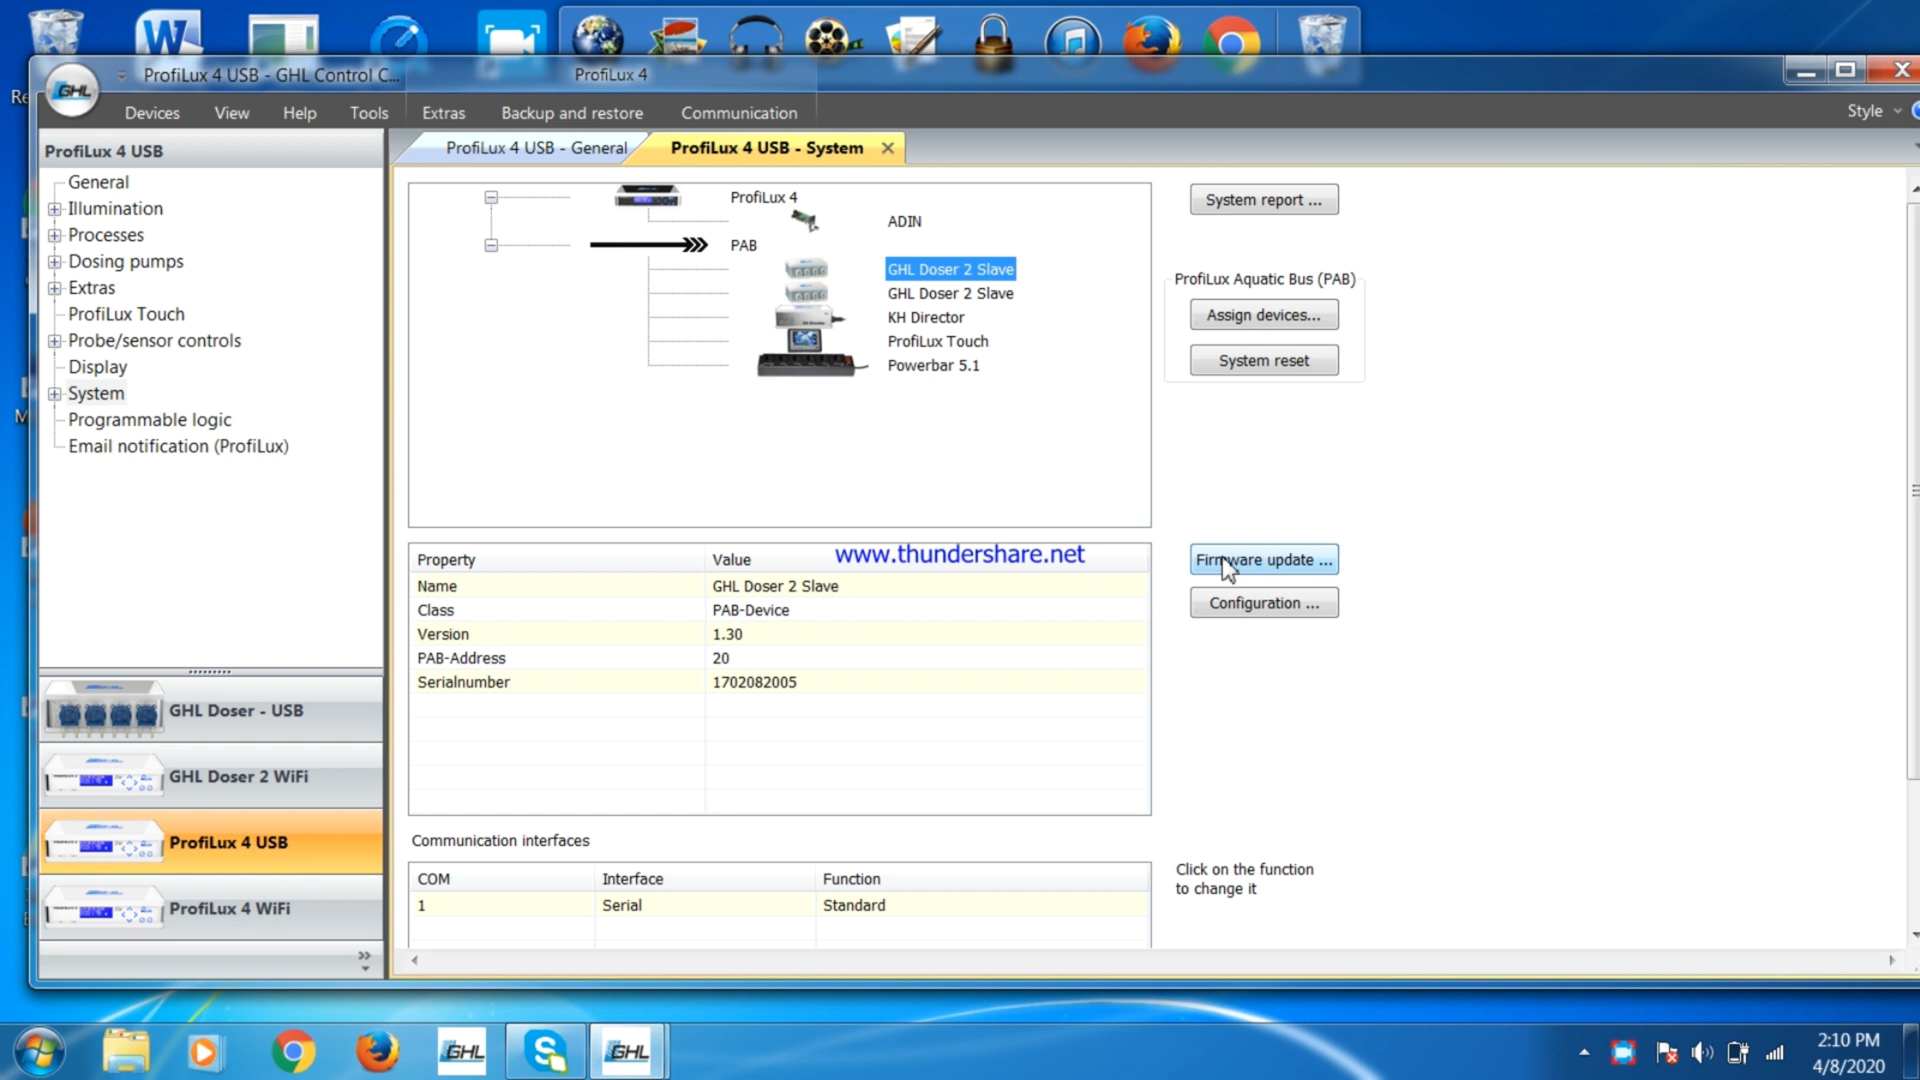 ProfiLux 4 USB - GHL Control C...
ProfiLux 4
GHL
Devices
View
Help
Tools
Extras
Backup and restore
Communication
Style
ProfiLux 4 USB
General
Illumination
Processes
Dosing pumps
Extras
ProfiLux Touch
Probe/sensor controls
Display
System
Programmable logic
Email notification (ProfiLux)
GHL Doser - USB
GHL Doser 2 WiFi
ProfiLux 4 USB
ProfiLux 4 WiFi
ProfiLux 4 USB - General
ProfiLux 4 USB - System
ProfiLux 4
ADIN
PAB
GHL Doser 2 Slave
GHL Doser 2 Slave
KH Director
ProfiLux Touch
Powerbar 5.1
System report ...
ProfiLux Aquatic Bus (PAB)
Assign devices...
System reset
www.thundershare.net
Property Value
Name GHL Doser 2 Slave
Class PAB-Device
Version 1.30
PAB-Address 20
Serialnumber 1702082005
Firmware update ...
Configuration ...
Communication interfaces
COM Interface Function
1 Serial Standard
Click on the function
to change it
GHL
GHL
2:10 PM
4/8/2020